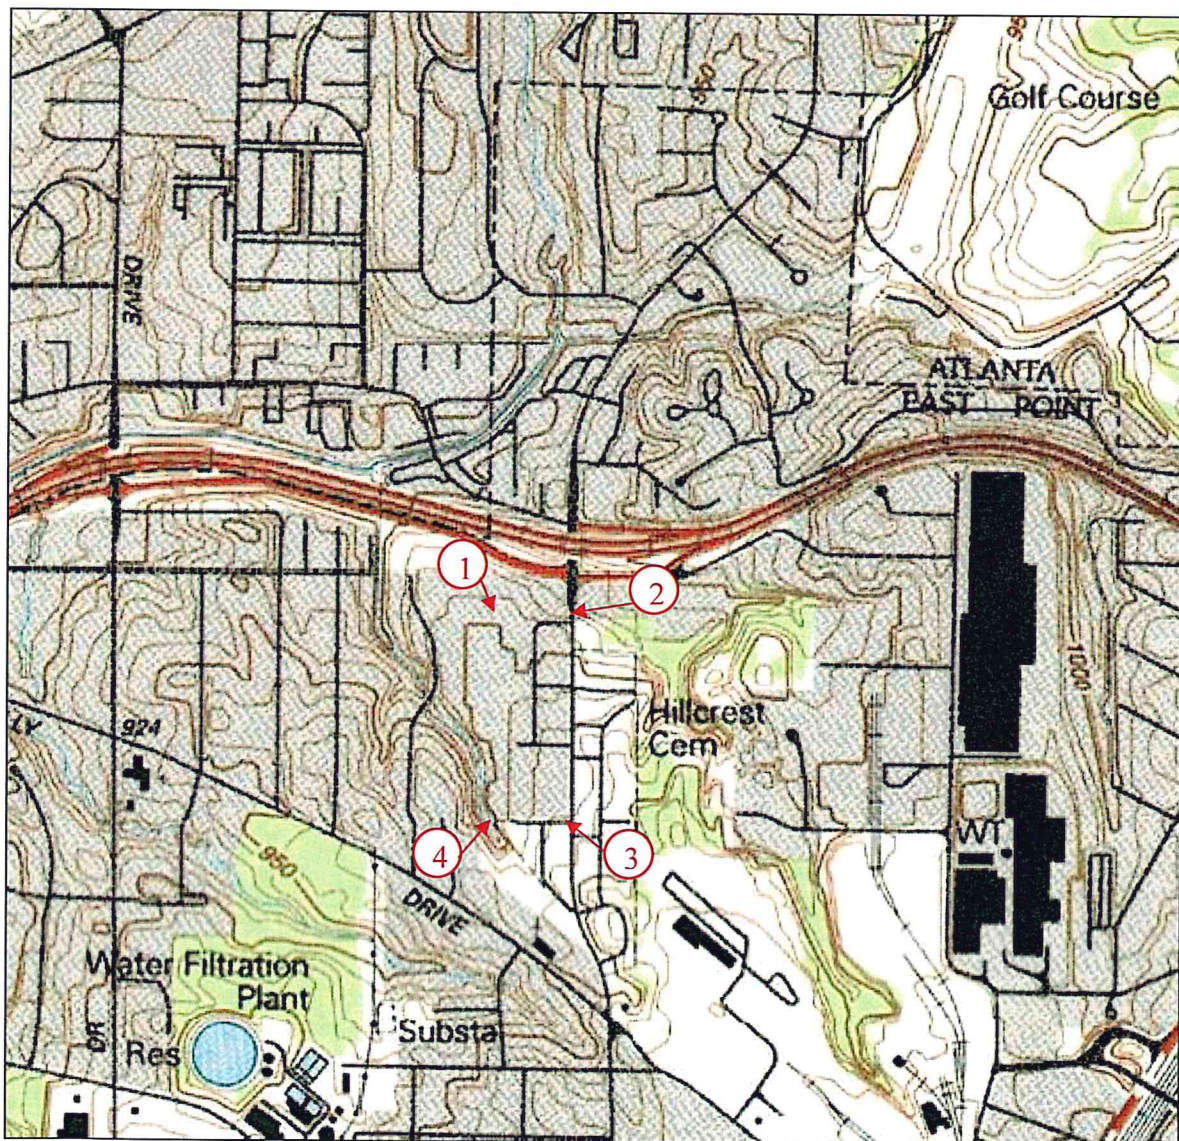 Golf Course
DRIVE
ATLANTA
EAST POINT
1
2
1000
Hillcrest
Cem
LY
924
WT
4
3
950
DRIVE
Water Filtration
Plant
DR
Res
Substa